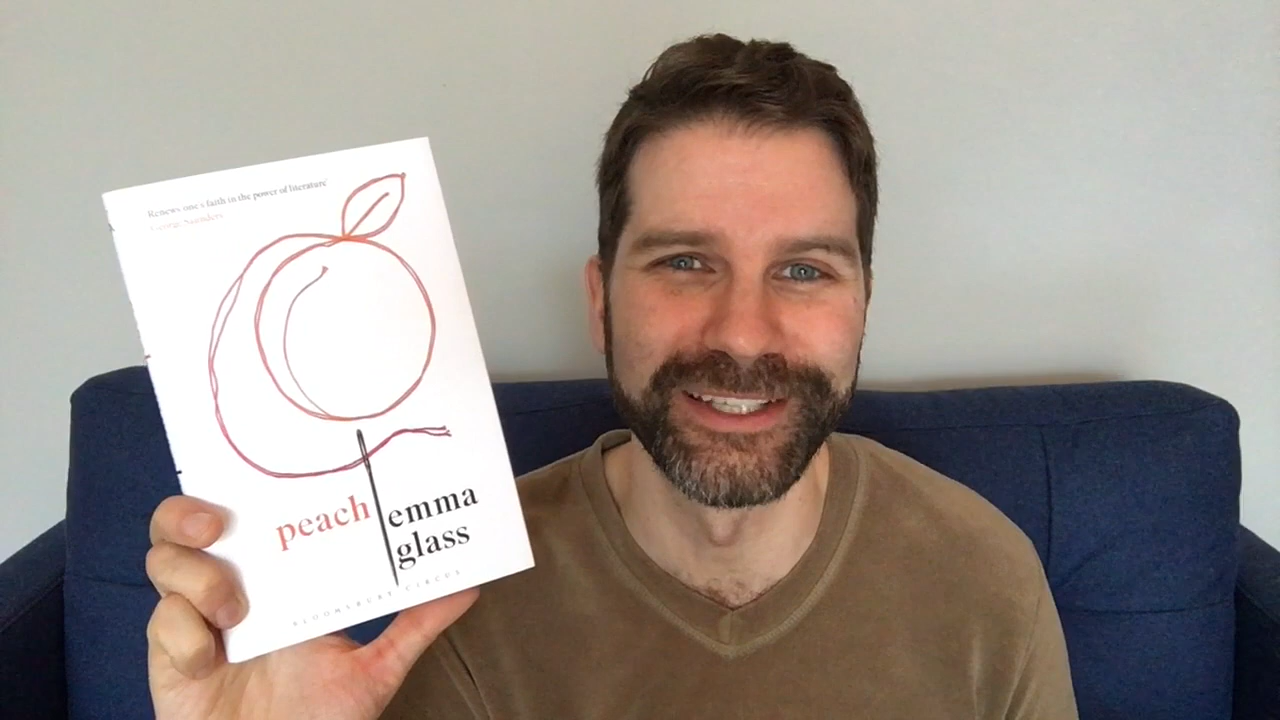 Renews one's faith in the power of literature'
George Saunders
peach
emma
glass
BLOOMSBURY CIRCUS